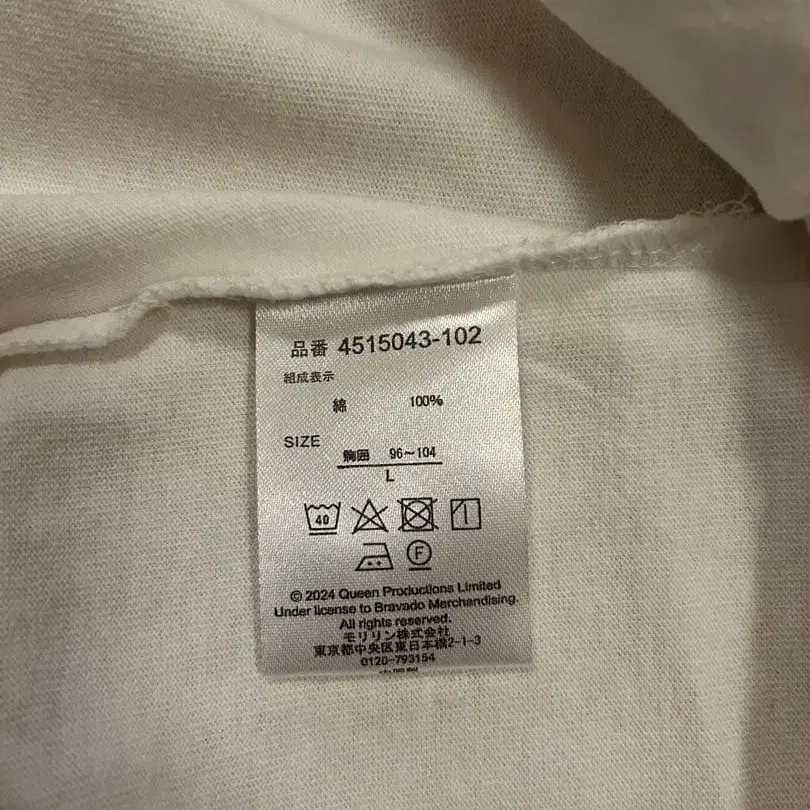 品番 4515043-102
組成表示
綿 100%
SIZE
胸囲 96~104
L
40
F
© 2024 Queen Productions Limited
Under license to Bravado Merchandising.
All rights reserved.
モリリン株式会社
東京都中央区東日本橋2-1-3
0120-793154